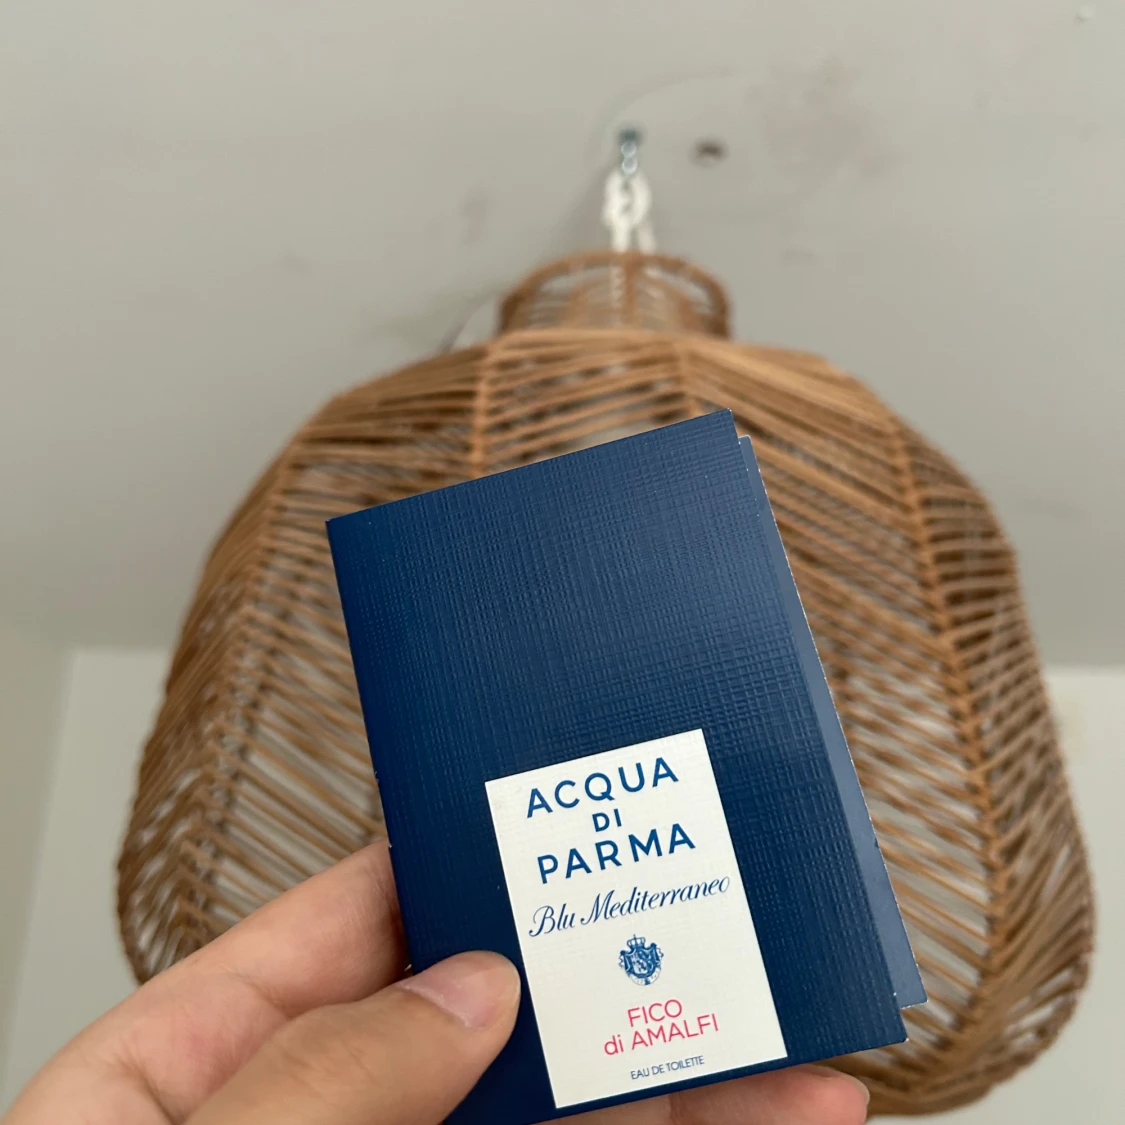 ACQUA
DI
PARMA
Blu Mediterraneo
FICO
di AMALFI
EAU DE TOILETTE